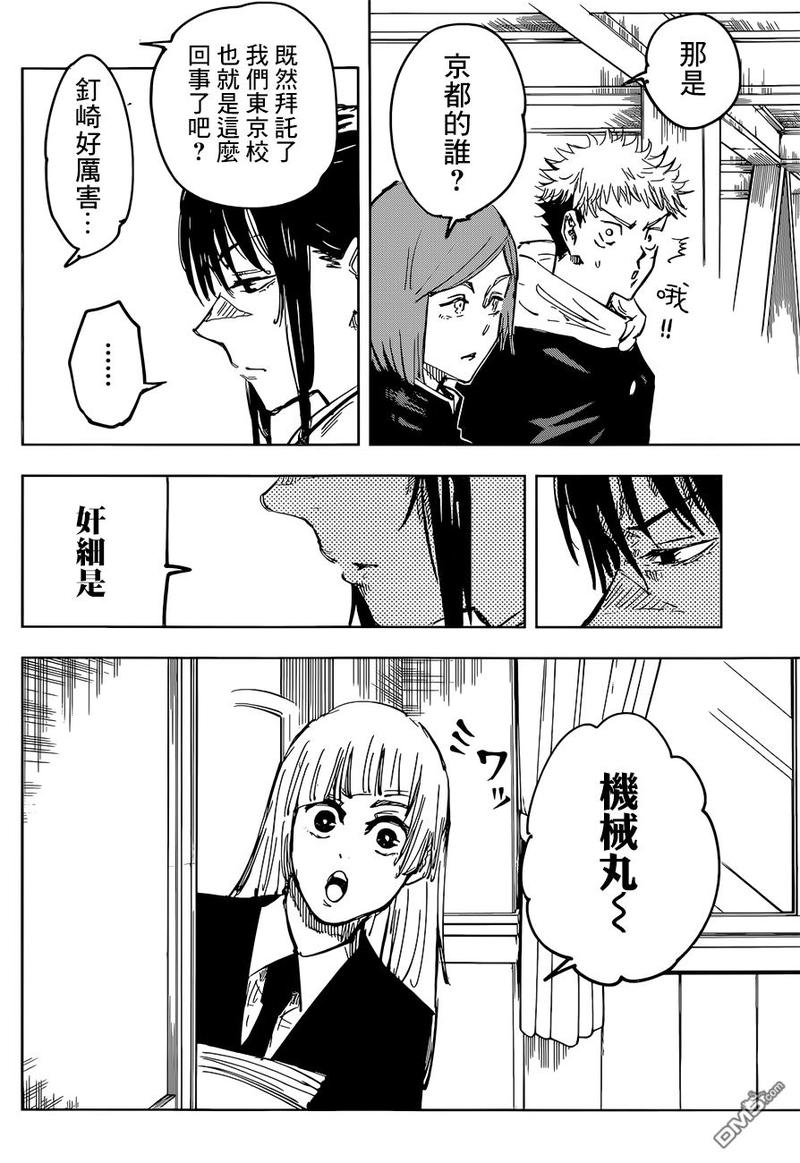 那是
哦!!
京都的誰?
既然拜託了
我們東京校
也就是這麼
回事了吧?
釘崎好厲害…
……
奸細是
機械丸~
ミワッ
DMB®